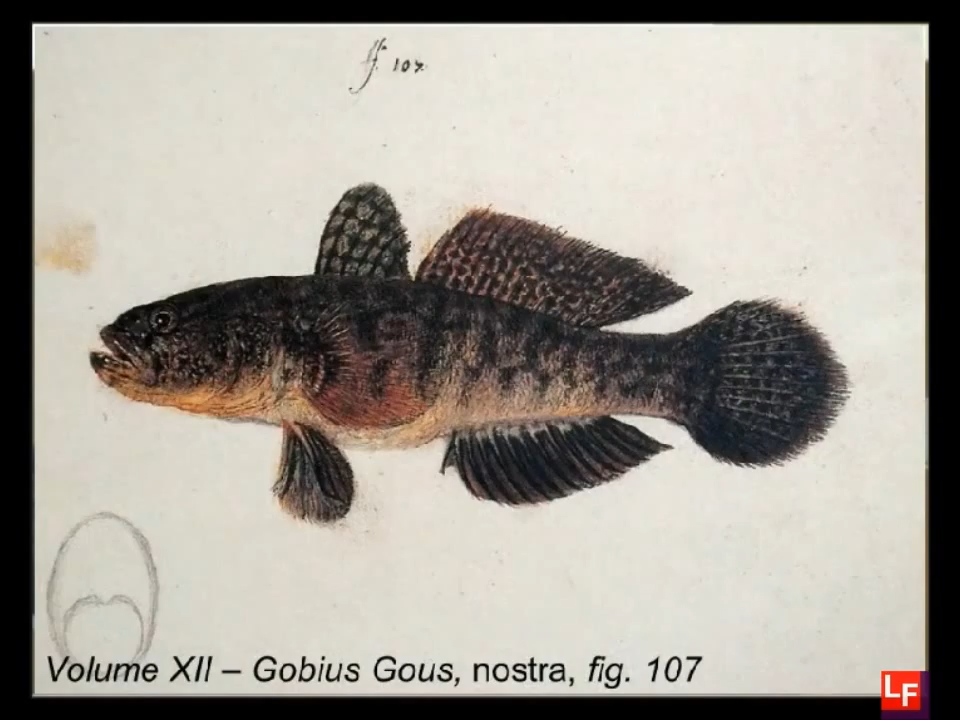 ff. 107.
Volume XII – Gobius Gous, nostra, fig. 107
LF